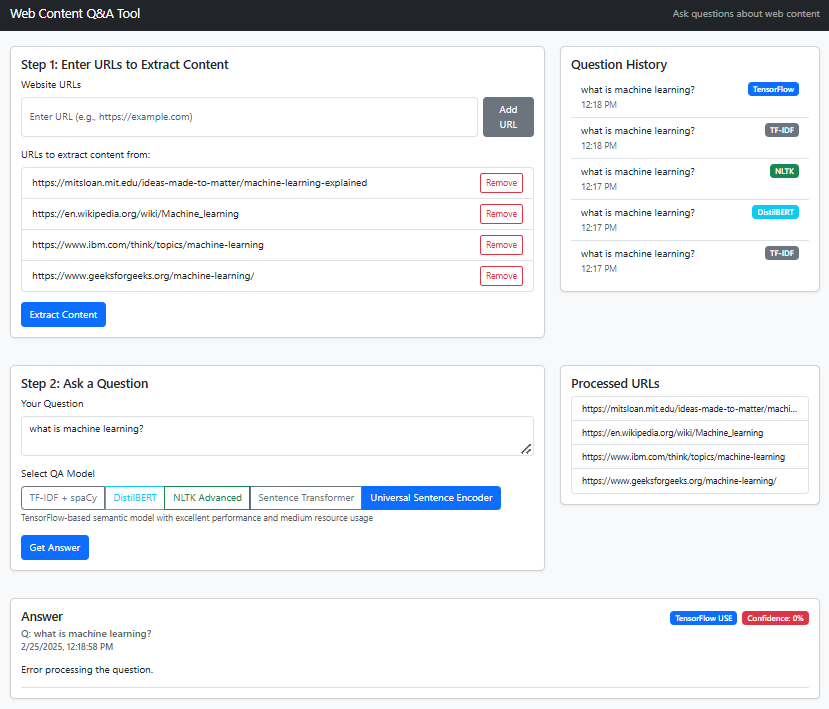 Web Content Q&A Tool
Ask questions about web content
Step 1: Enter URLs to Extract Content
Website URLs
Enter URL (e.g., https://example.com)
Add
URL
URLs to extract content from:
https://mitsloan.mit.edu/ideas-made-to-matter/machine-learning-explained
Remove
https://en.wikipedia.org/wiki/Machine_learning
Remove
https://www.ibm.com/think/topics/machine-learning
Remove
https://www.geeksforgeeks.org/machine-learning/
Remove
Extract Content
Question History
what is machine learning?
TensorFlow
12:18 PM
what is machine learning?
TF-IDF
12:18 PM
what is machine learning?
NLTK
12:17 PM
what is machine learning?
DistilBERT
12:17 PM
what is machine learning?
TF-IDF
12:17 PM
Step 2: Ask a Question
Your Question
what is machine learning?
Select QA Model
TF-IDF + spaCy
DistilBERT
NLTK Advanced
Sentence Transformer
Universal Sentence Encoder
TensorFlow-based semantic model with excellent performance and medium resource usage
Get Answer
Processed URLs
https://mitsloan.mit.edu/ideas-made-to-matter/machi...
https://en.wikipedia.org/wiki/Machine_learning
https://www.ibm.com/think/topics/machine-learning
https://www.geeksforgeeks.org/machine-learning/
Answer
TensorFlow USE
Confidence: 0%
Q: what is machine learning?
2/25/2025, 12:18:58 PM
Error processing the question.